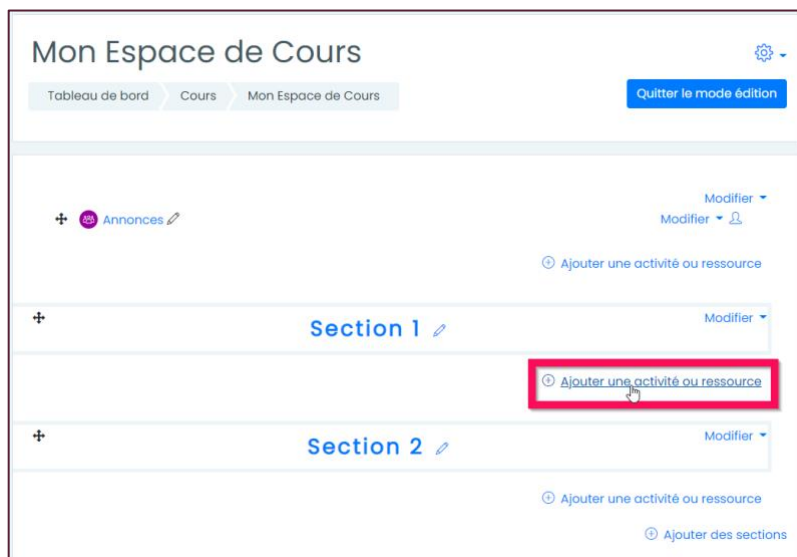 Mon Espace de Cours
Tableau de bord Cours Mon Espace de Cours
Quitter le mode édition
Modifier
Annonces
Modifier
Ajouter une activité ou ressource
Section 1
Modifier
Ajouter une activité ou ressource
Section 2
Modifier
Ajouter une activité ou ressource
Ajouter des sections